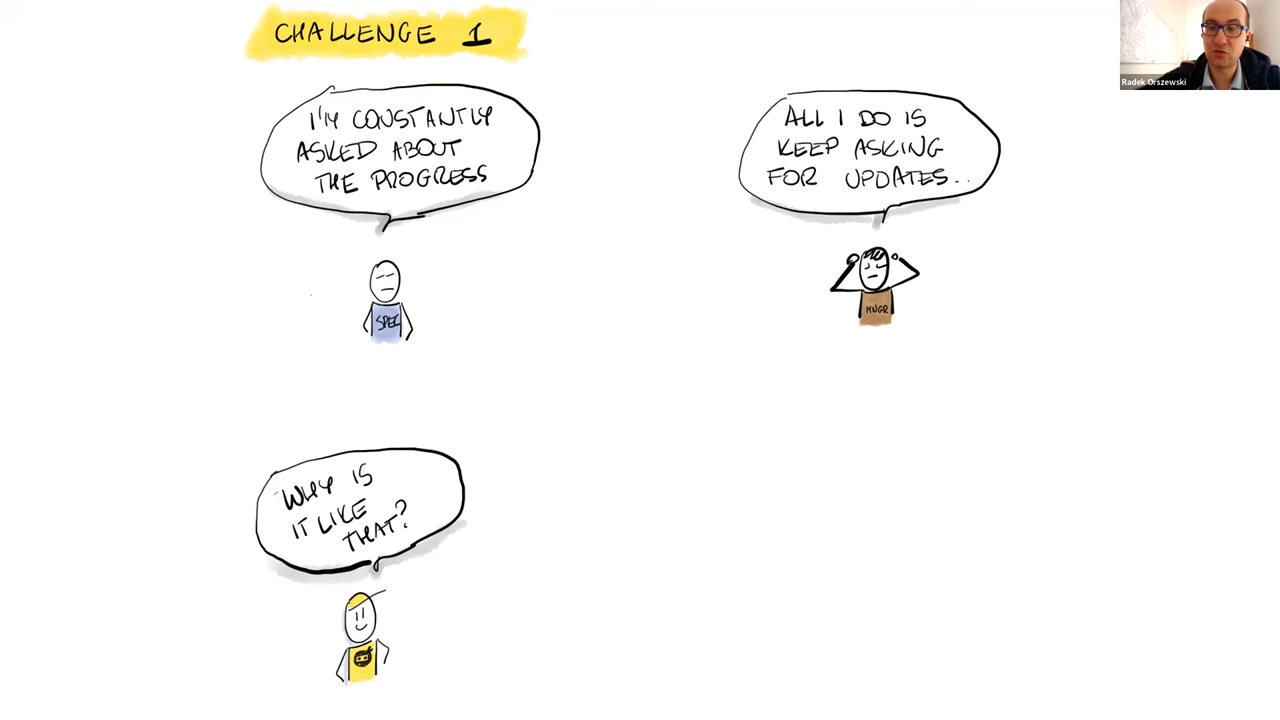 CHALLENGE 1
I'M CONSTANTLY
ASKED ABOUT
THE PROGRESS
SPEC
ALL I DO IS
KEEP ASKING
FOR UPDATES...
MNGR
WHY IS
IT LIKE
THAT?
Radek Orszewski